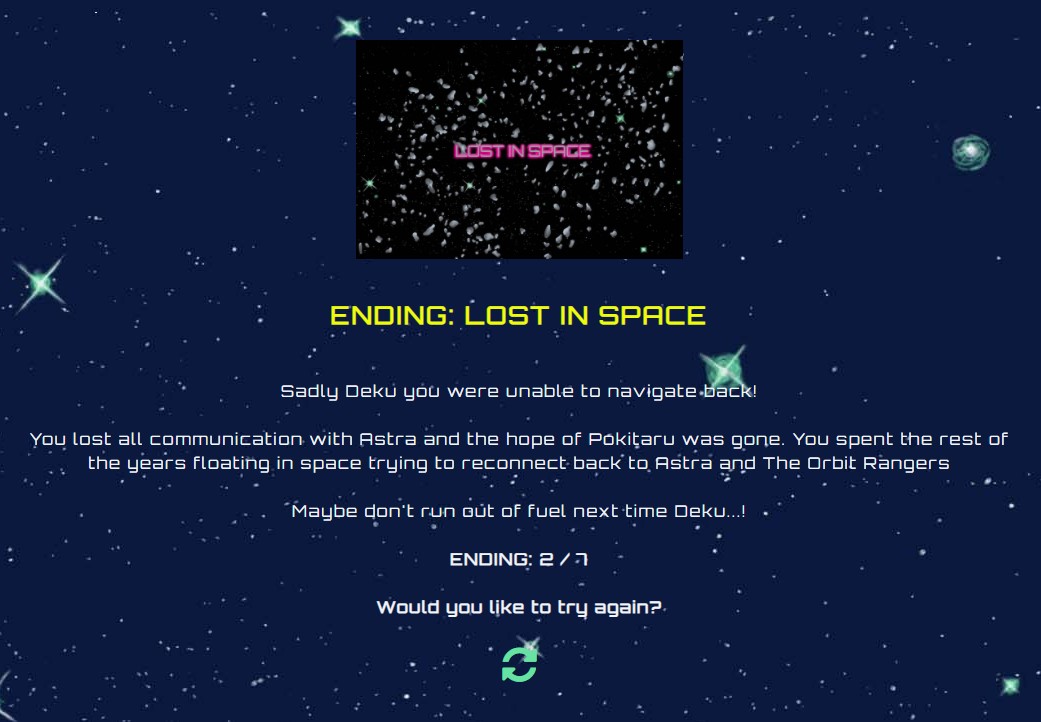 LOST IN SPACE
ENDING: LOST IN SPACE
Sadly Deku you were unable to navigate back!
You lost all communication with Astra and the hope of Pokitaru was gone. You spent the rest of
the years floating in space trying to reconnect back to Astra and The Orbit Rangers
Maybe don't run out of fuel next time Deku...!
ENDING: 2 / 7
Would you like to try again?